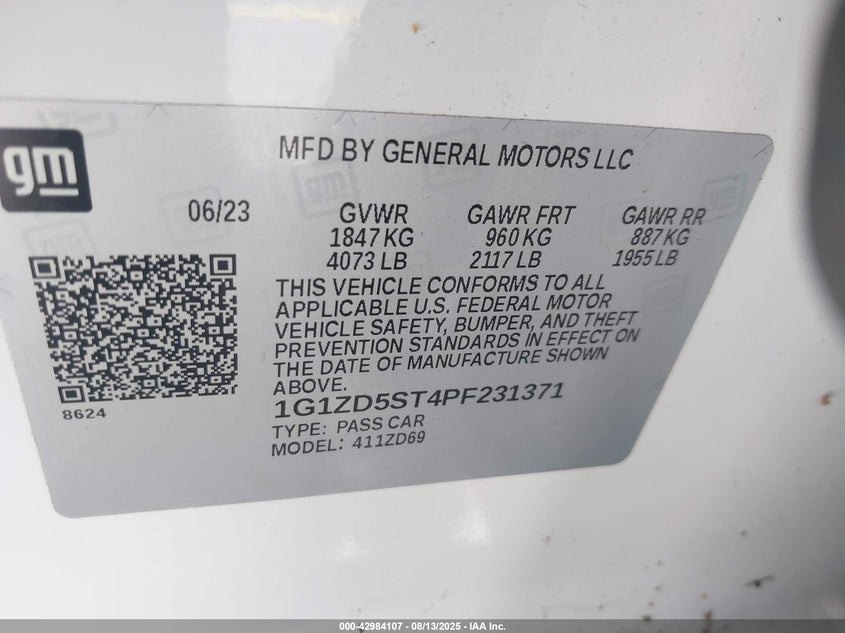 gm
MFD BY GENERAL MOTORS LLC
06/23 GVWR GAWR FRT GAWR RR
1847 KG 960 KG 887 KG
4073 LB 2117 LB 1955 LB
THIS VEHICLE CONFORMS TO ALL
APPLICABLE U.S. FEDERAL MOTOR
VEHICLE SAFETY, BUMPER, AND THEFT
PREVENTION STANDARDS IN EFFECT ON
THE DATE OF MANUFACTURE SHOWN
ABOVE.
8624
1G1ZD5ST4PF231371
TYPE: PASS CAR
MODEL: 411ZD69
000-42984107 - 08/13/2025 - IAA Inc.